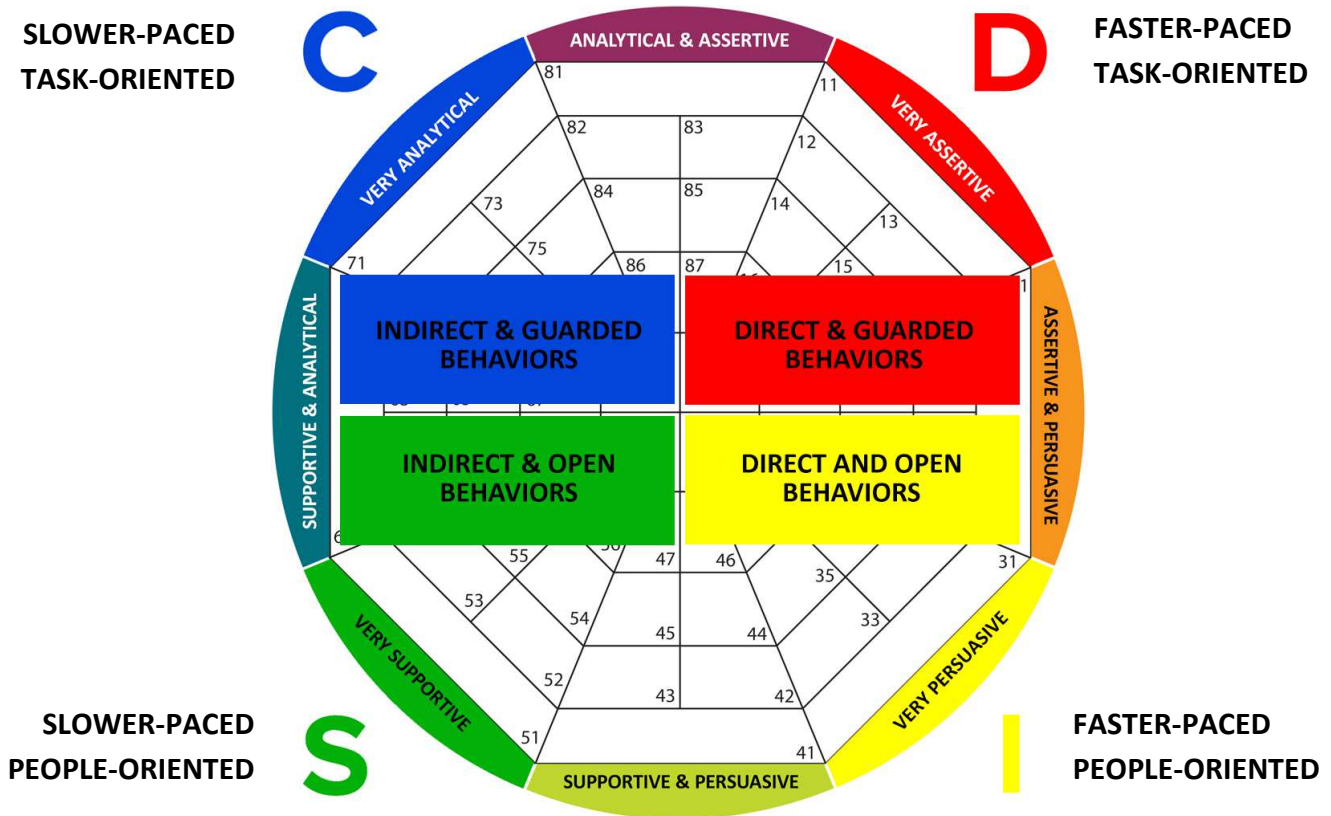 SLOWER-PACED
TASK-ORIENTED
C
D
FASTER-PACED
TASK-ORIENTED
ANALYTICAL & ASSERTIVE
VERY ANALYTICAL
VERY ASSERTIVE
81
11
82
83
12
84
85
14
73
13
75
15
86
87
71
1
SUPPORTIVE & ANALYTICAL
ASSERTIVE & PERSUASIVE
INDIRECT & GUARDED
BEHAVIORS
DIRECT & GUARDED
BEHAVIORS
INDIRECT & OPEN
BEHAVIORS
DIRECT AND OPEN
BEHAVIORS
55
47
46
31
35
53
54
45
44
33
52
43
42
51
41
VERY SUPPORTIVE
VERY PERSUASIVE
SUPPORTIVE & PERSUASIVE
SLOWER-PACED
PEOPLE-ORIENTED
S
I
FASTER-PACED
PEOPLE-ORIENTED